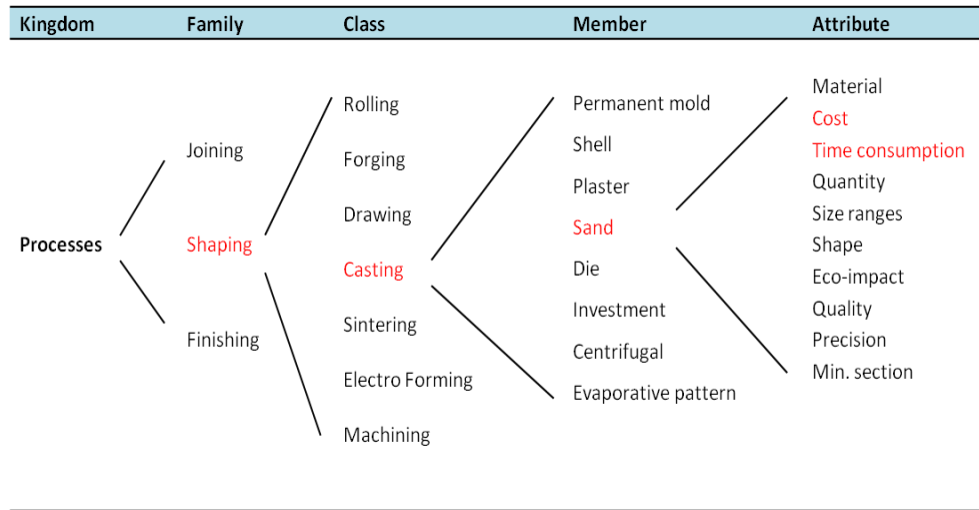 Kingdom Family Class Member Attribute
Processes
Joining
Shaping
Finishing
Rolling
Forging
Drawing
Casting
Sintering
Electro Forming
Machining
Permanent mold
Shell
Plaster
Sand
Die
Investment
Centrifugal
Evaporative pattern
Material
Cost
Time consumption
Quantity
Size ranges
Shape
Eco-impact
Quality
Precision
Min. section